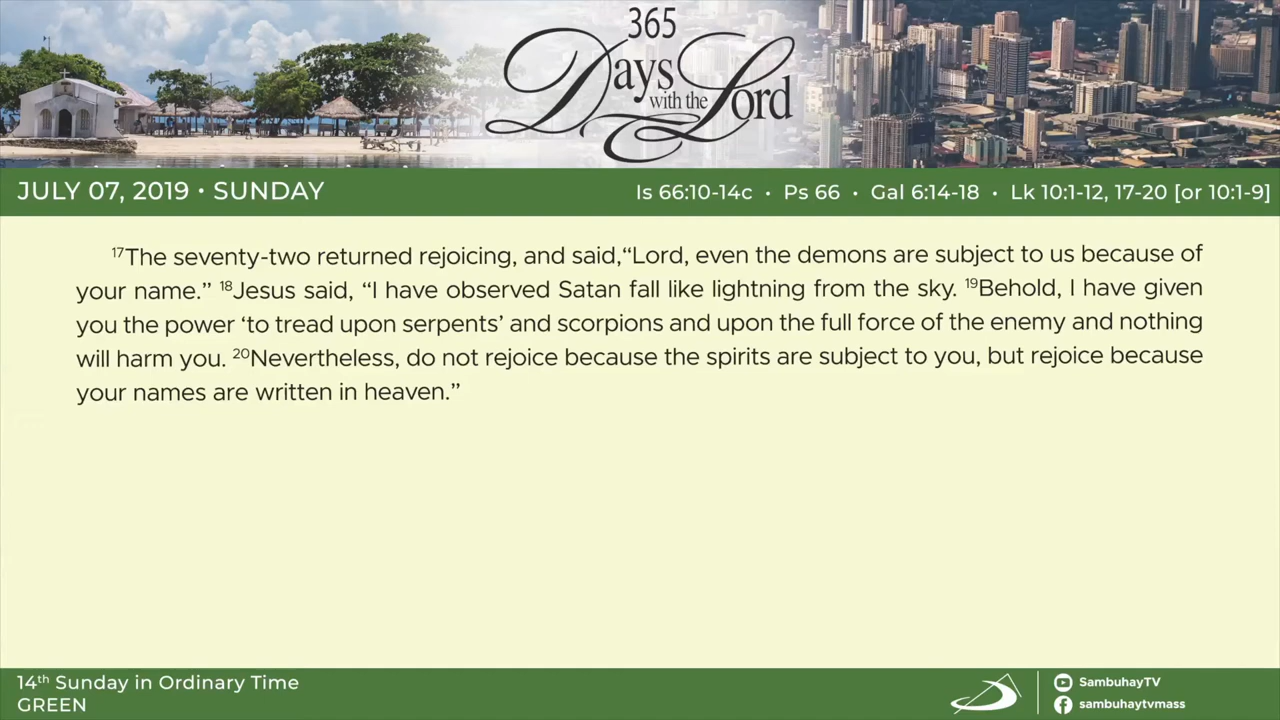 365
Days
with the
Lord
JULY 07, 2019 • SUNDAY
Is 66:10-14c • Ps 66 • Gal 6:14-18 • Lk 10:1-12, 17-20 [or 10:1-9]
¹⁷The seventy-two returned rejoicing, and said,“Lord, even the demons are subject to us because of
your name.” ¹⁸Jesus said, “I have observed Satan fall like lightning from the sky. ¹⁹Behold, I have given
you the power ‘to tread upon serpents’ and scorpions and upon the full force of the enemy and nothing
will harm you. ²⁰Nevertheless, do not rejoice because the spirits are subject to you, but rejoice because
your names are written in heaven.”
14th Sunday in Ordinary Time
GREEN
SambuhayTV
sambuhaytvmass